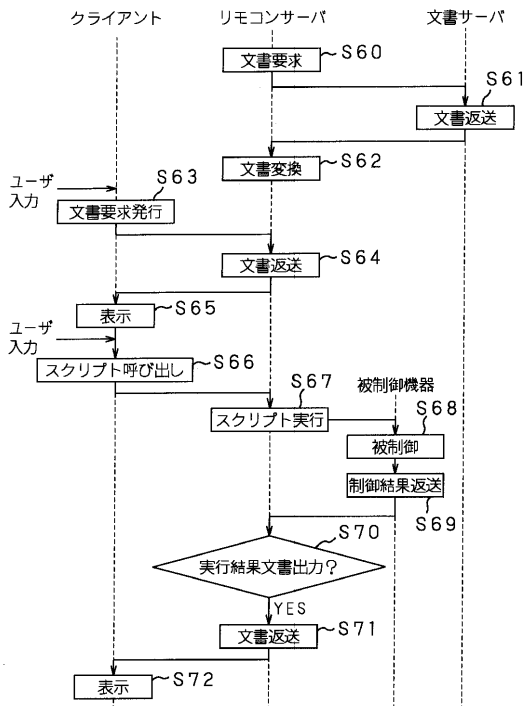 クライアント リモコンサーバ 文書サーバ
文書要求 S60
S61
文書返送
文書変換 S62
ユーザ
入力
S63
文書要求発行
文書返送 S64
表示 S65
ユーザ
入力
スクリプト呼び出し S66
S67
スクリプト実行
被制御機器
S68
被制御
制御結果返送
S69
S70
実行結果文書出力?
YES
文書返送 S71
表示 S72